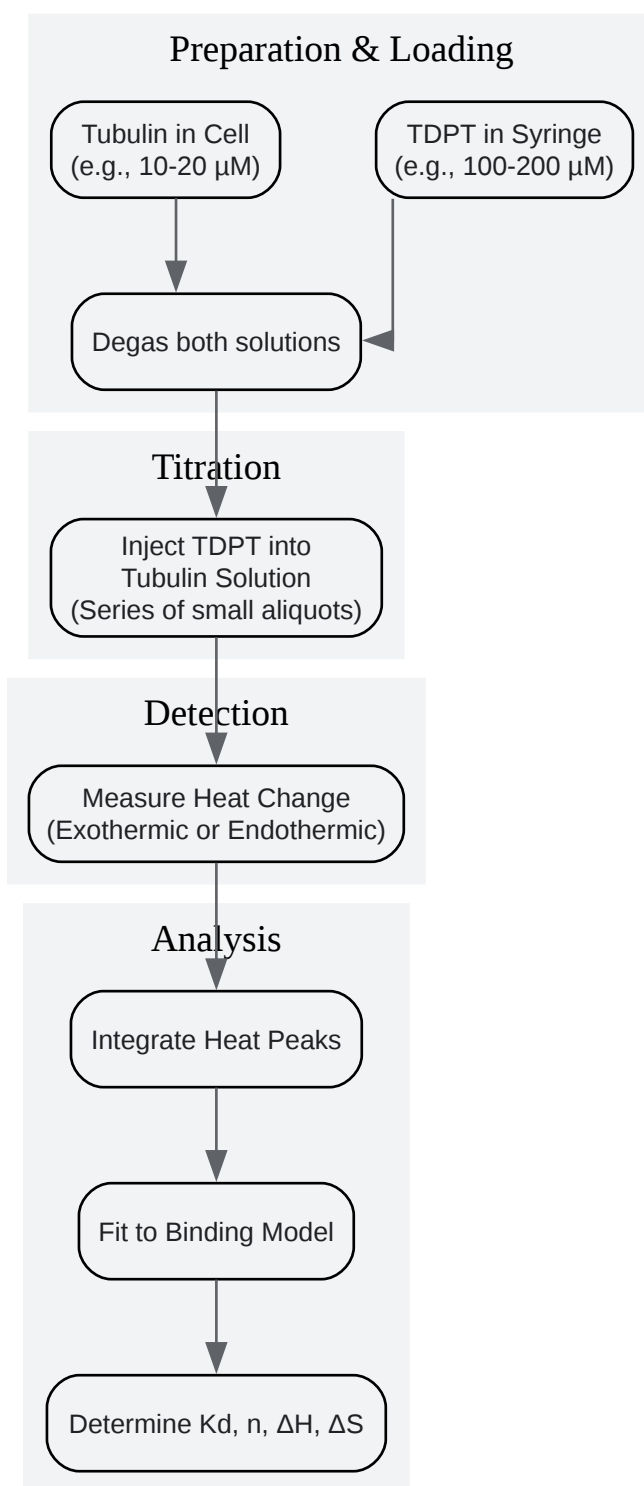 Preparation & Loading
Tubulin in Cell
(e.g., 10-20 µM)
TDPT in Syringe
(e.g., 100-200 µM)
Degas both solutions
Titration
Inject TDPT into
Tubulin Solution
(Series of small aliquots)
Detection
Measure Heat Change
(Exothermic or Endothermic)
Analysis
Integrate Heat Peaks
Fit to Binding Model
Determine Kd, n, ΔH, ΔS